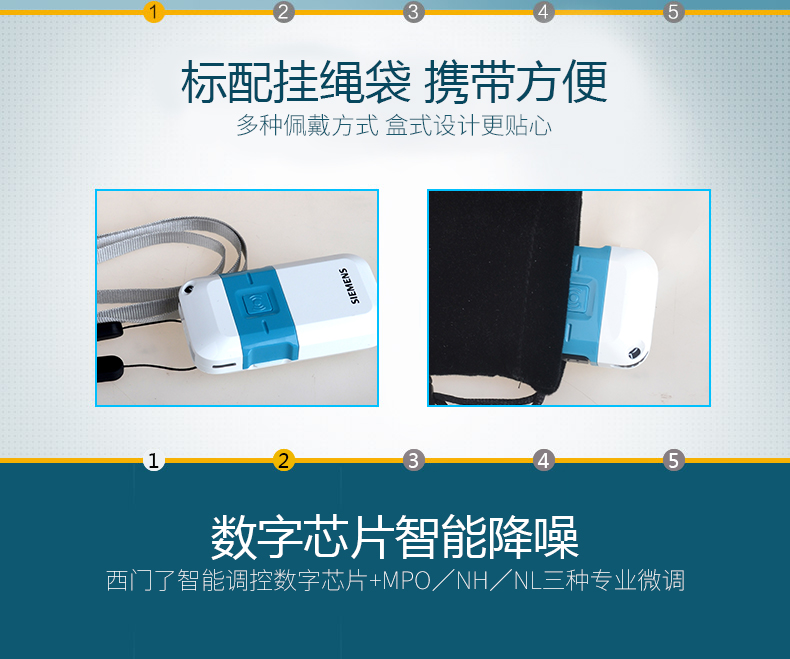 1 2 3 4 5
标配挂绳袋 携带方便
多种佩戴方式 盒式设计更贴心
SIEMENS
1 2 3 4 5
数字芯片智能降噪
西门了智能调控数字芯片+MPO／NH／NL三种专业微调